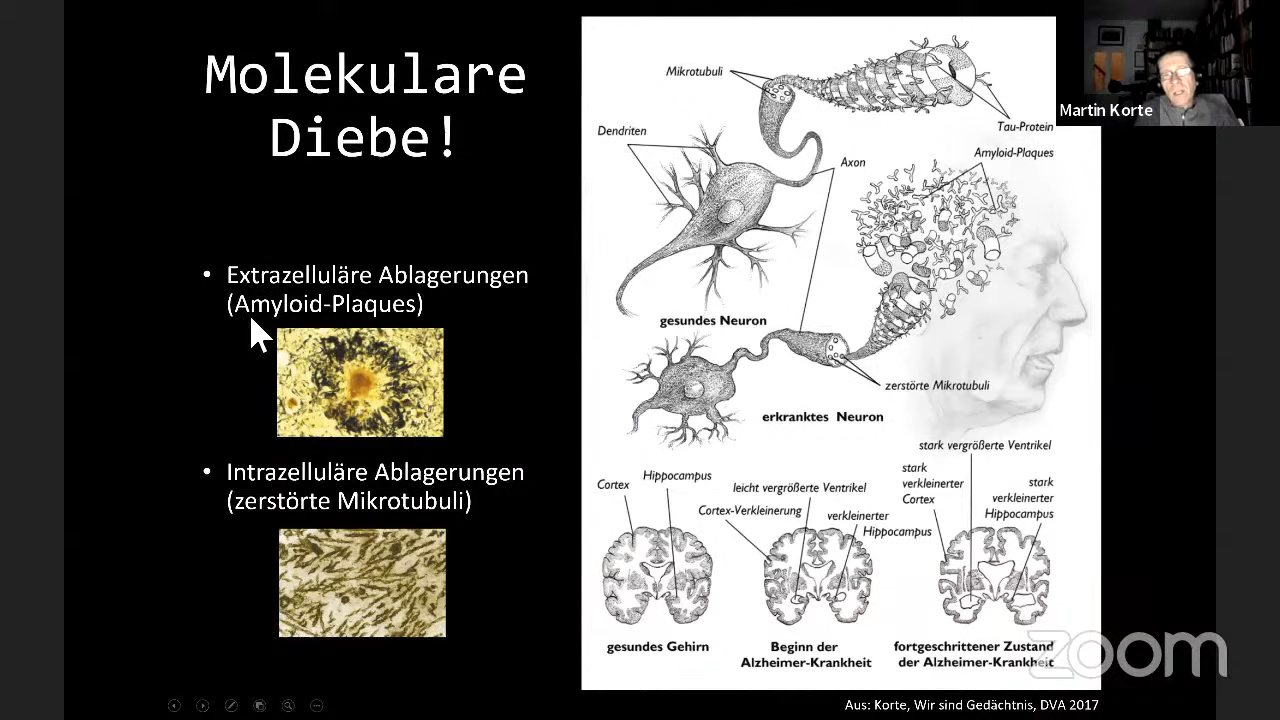 Molekulare
Diebe!
• Extrazelluläre Ablagerungen
(Amyloid-Plaques)
• Intrazelluläre Ablagerungen
(zerstörte Mikrotubuli)
Mikrotubuli
Tau-Protein
Dendriten
Amyloid-Plaques
Axon
gesundes Neuron
zerstörte Mikrotubuli
erkranktes Neuron
Cortex
Hippocampus
leicht vergrößerte Ventrikel
Cortex-Verkleinerung
verkleinerter
Hippocampus
stark vergrößerte Ventrikel
stark
verkleinerter
Cortex
stark
verkleinerter
Hippocampus
gesundes Gehirn
Beginn der
Alzheimer-Krankheit
fortgeschrittener Zustand
der Alzheimer-Krankheit
Aus: Korte, Wir sind Gedächtnis, DVA 2017
Martin Korte
zoom